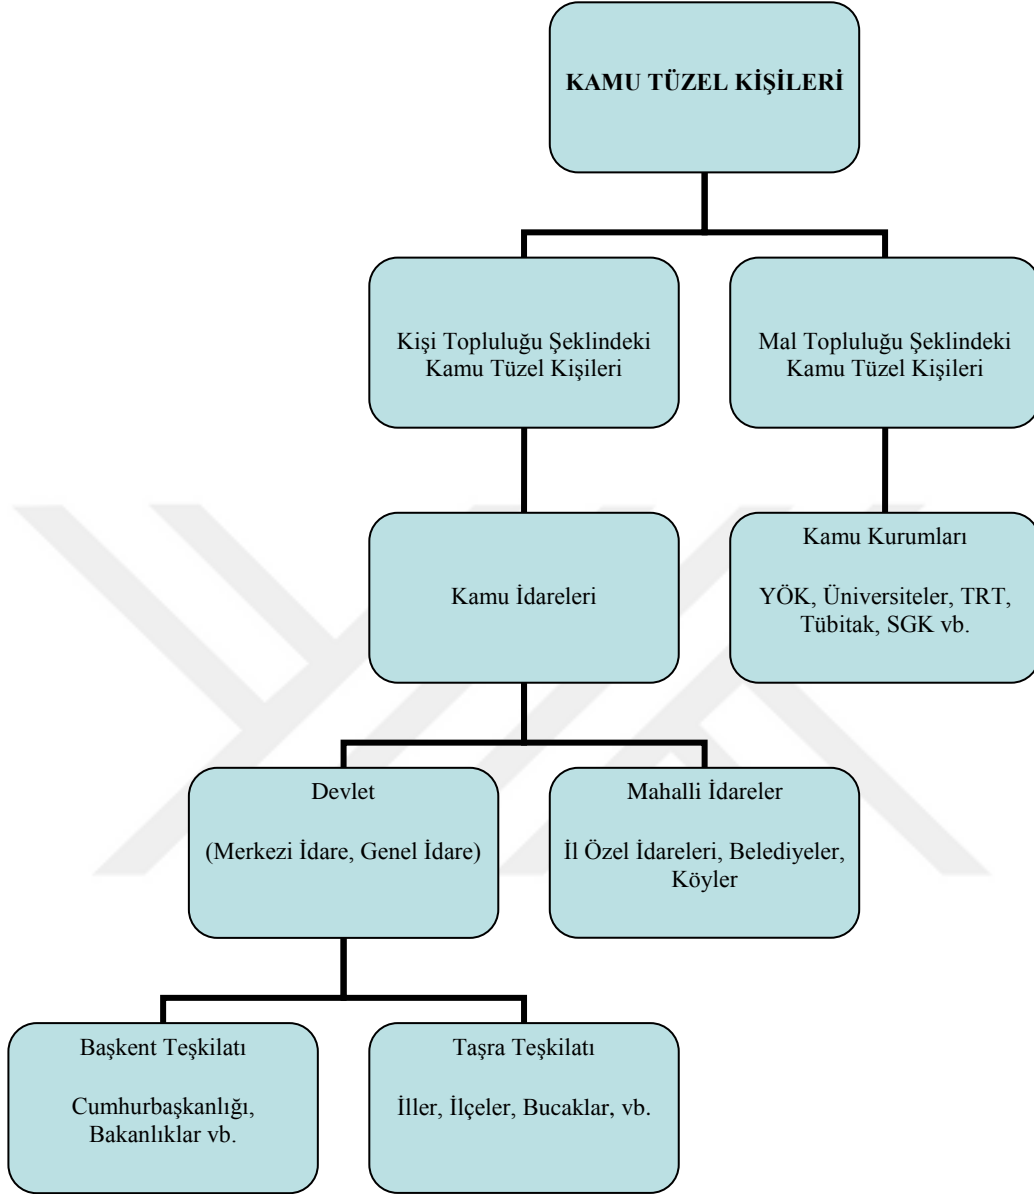 KAMU TÜZEL KİŞİLERİ
Kişi Topluluğu Şeklindeki
Kamu Tüzel Kişileri
Mal Topluluğu Şeklindeki
Kamu Tüzel Kişileri
Kamu İdareleri
Kamu Kurumları
YÖK, Üniversiteler, TRT,
Tübitak, SGK vb.
Devlet
(Merkezi İdare, Genel İdare)
Mahalli İdareler
İl Özel İdareleri, Belediyeler,
Köyler
Başkent Teşkilatı
Cumhurbaşkanlığı,
Bakanlıklar vb.
Taşra Teşkilatı
İller, İlçeler, Bucaklar, vb.